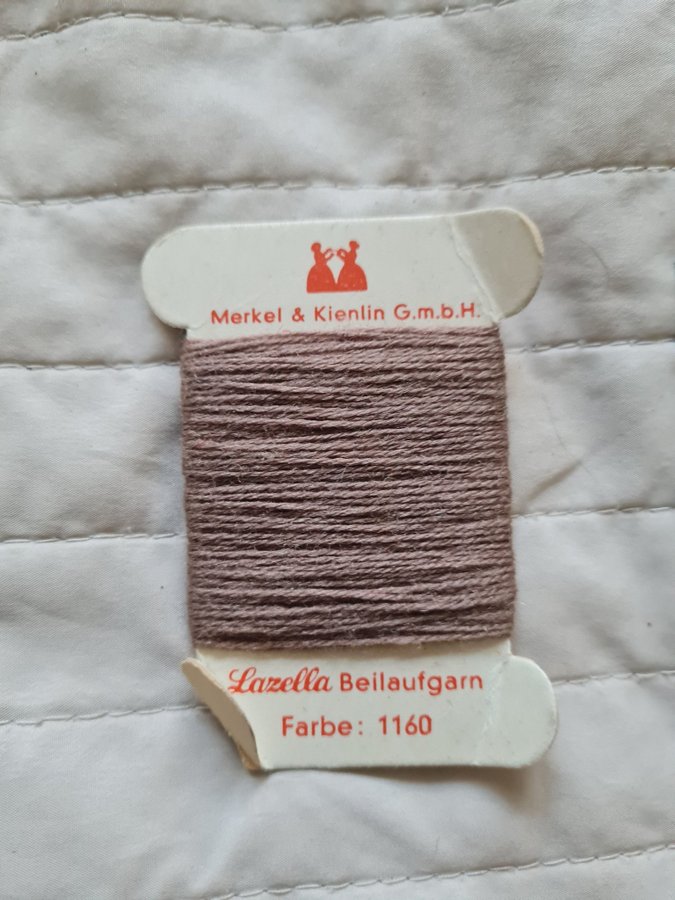 Merkel & Kienlin G.m.b.H.
Lazella Beilaufgarn
Farbe: 1160